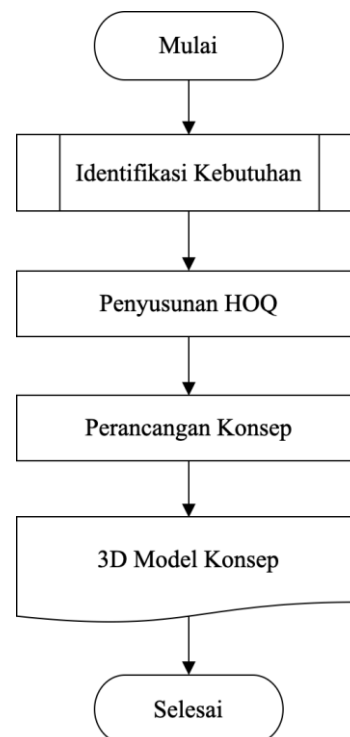 Mulai
Identifikasi Kebutuhan
Penyusunan HOQ
Perancangan Konsep
3D Model Konsep
Selesai